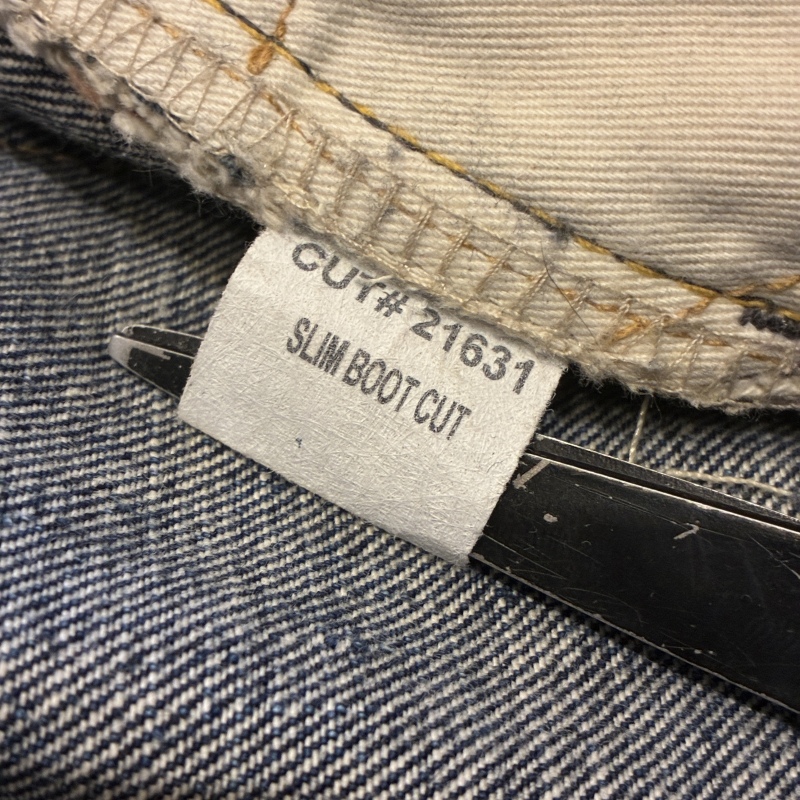 CUT# 21631
SLIM BOOT CUT